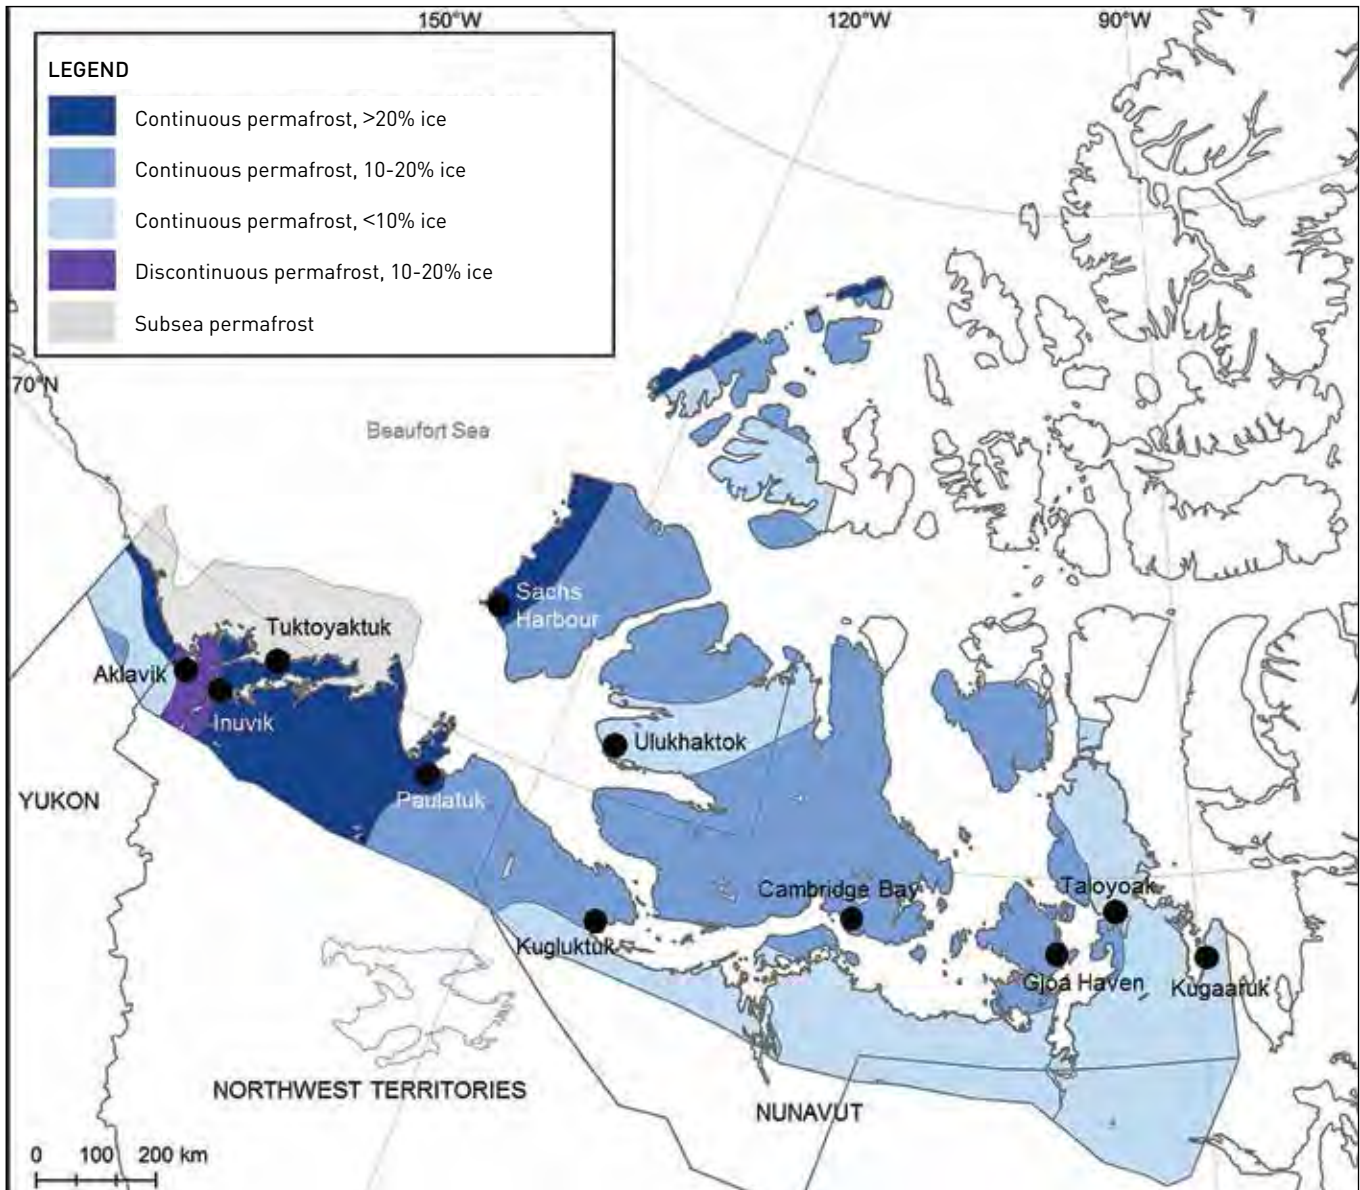 150°W
120°W
90°W
LEGEND
Continuous permafrost, >20% ice
Continuous permafrost, 10-20% ice
Continuous permafrost, <10% ice
Discontinuous permafrost, 10-20% ice
Subsea permafrost
70°N
Beaufort Sea
Sachs
Harbour
Tuktoyaktuk
Aklavik
Inuvik
Ulukhaktok
YUKON
Paulatuk
Cambridge Bay
Taloyoak
Kugluktuk
Gjoa Haven
Kugaaruk
NORTHWEST TERRITORIES
NUNAVUT
0 100 200 km